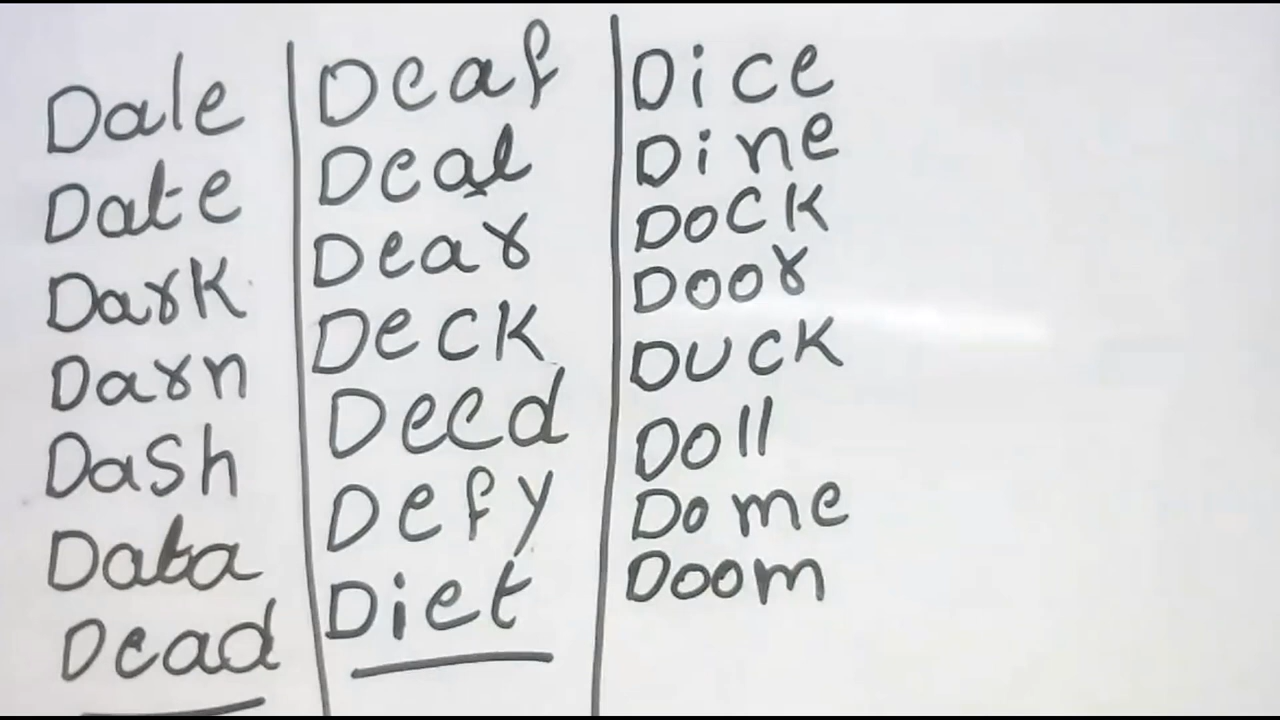 Dale
Date
Dark
Darn
Dash
Data
Dead
Deaf
Deal
Dear
Deck
Deed
Defy
Diet
Dice
Dine
Dock
Door
Duck
Doll
Dome
Doom